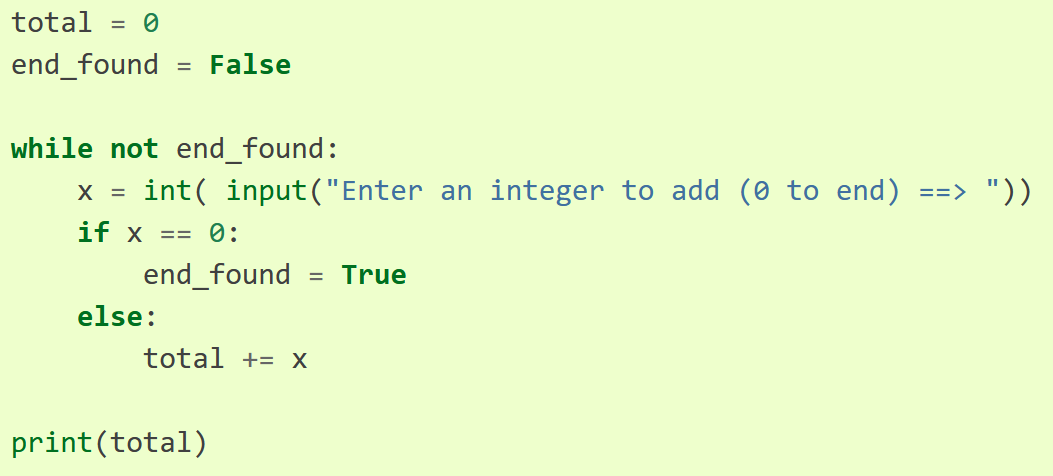 total = 0
end_found = False
while not end_found:
    x = int( input("Enter an integer to add (0 to end) ==> "))
    if x == 0:
        end_found = True
    else:
        total += x
print(total)